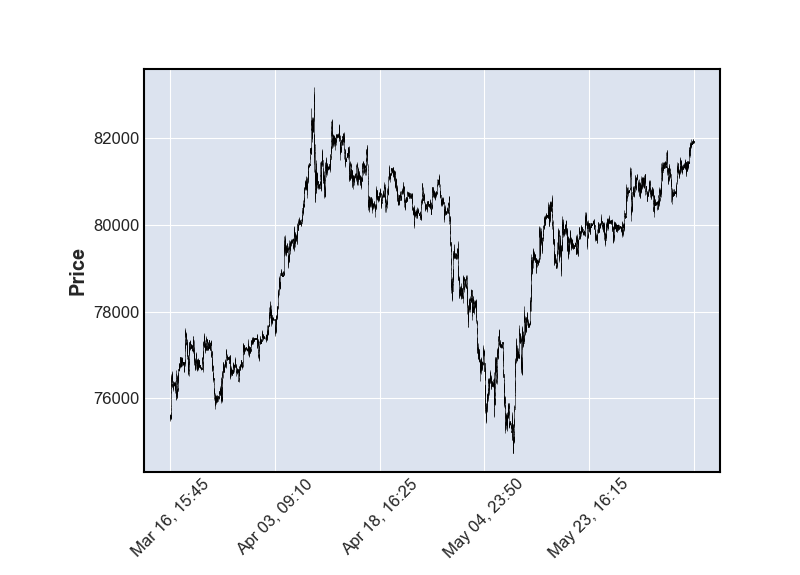 82000
80000
78000
76000
Price
Mar 16, 15:45
Apr 03, 09:10
Apr 18, 16:25
May 04, 23:50
May 23, 16:15